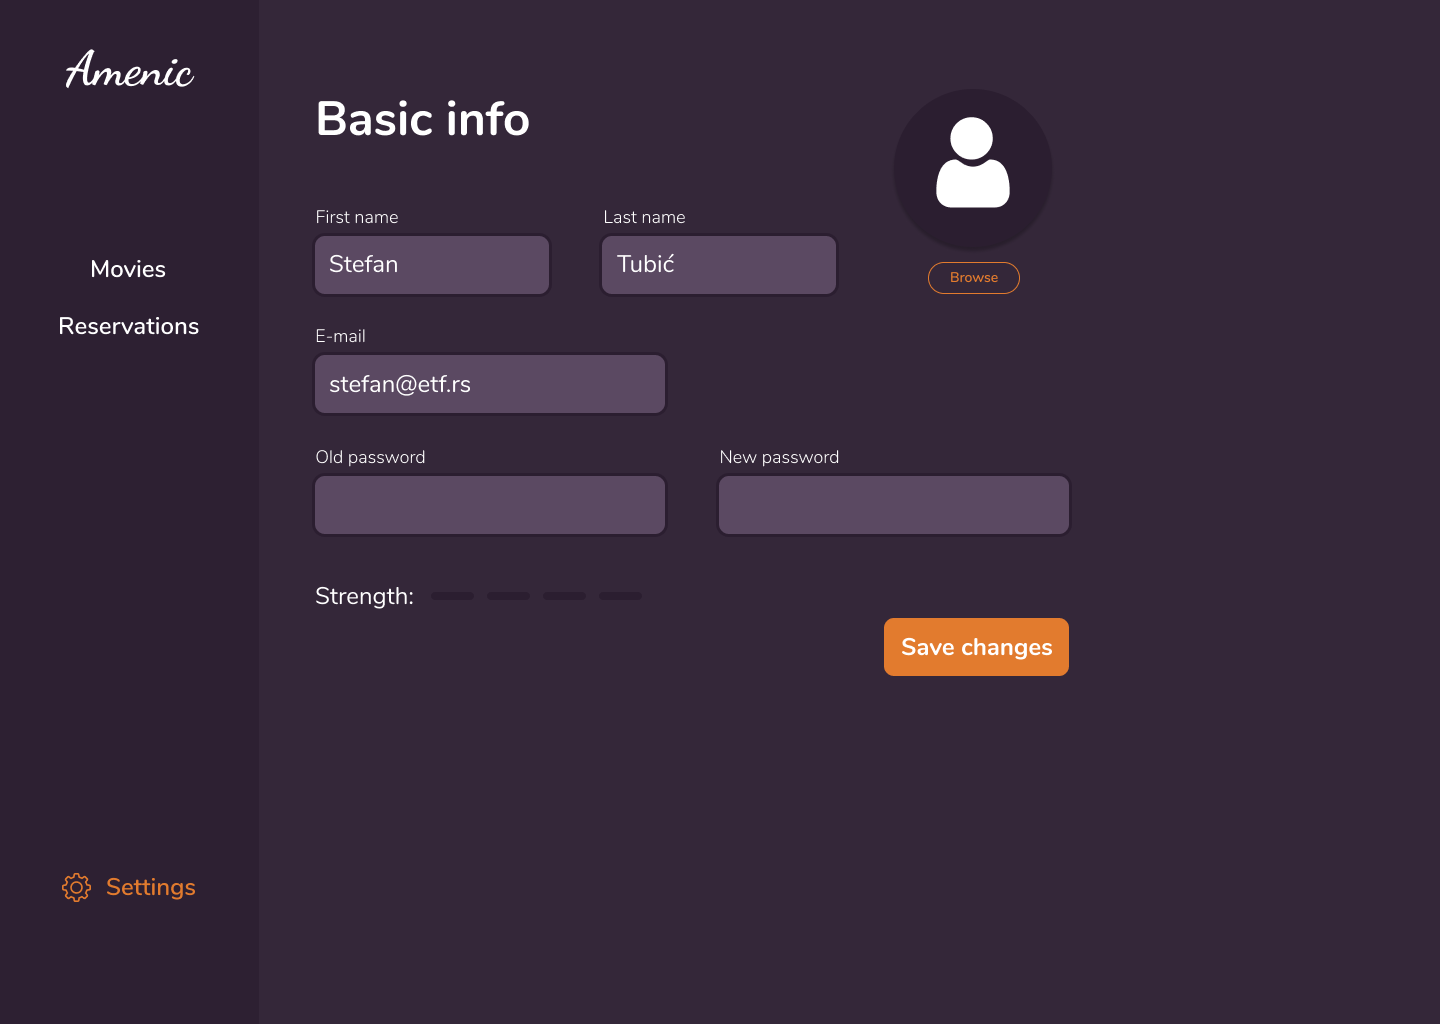 Amenic
Movies
Reservations
Settings
Basic info
First name
Last name
Stefan
Tubić
Browse
E-mail
stefan@etf.rs
Old password
New password
Strength:
Save changes